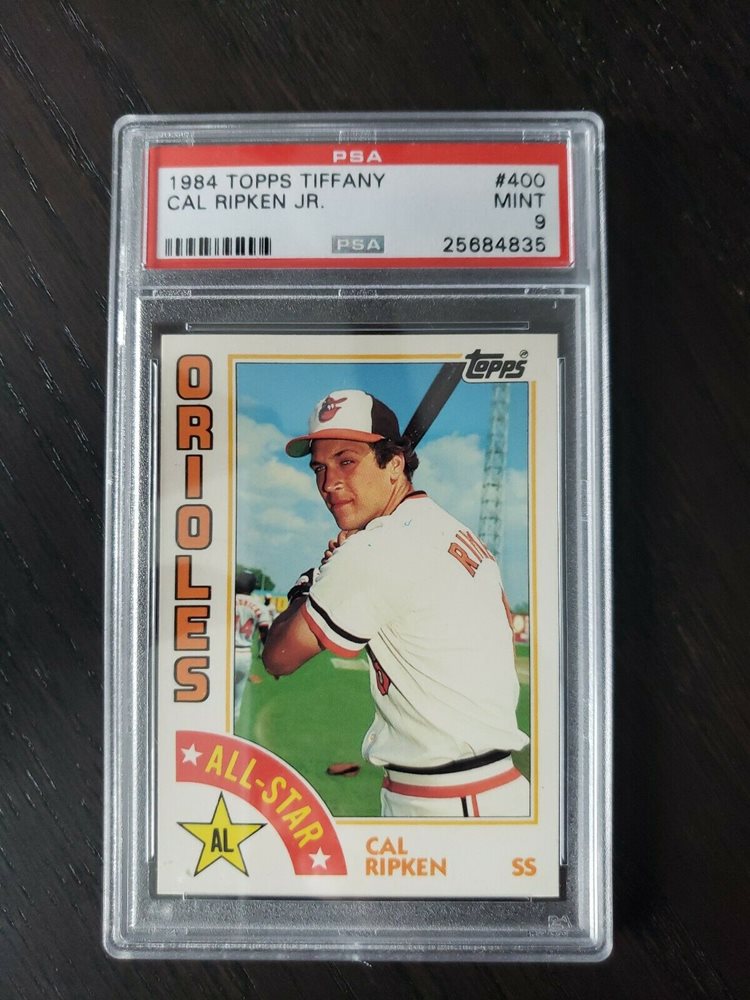 PSA
1984 TOPPS TIFFANY #400
CAL RIPKEN JR. MINT
9
PSA 25684835
topps
ORIOLES
ALL-STAR
AL
CAL
RIPKEN SS